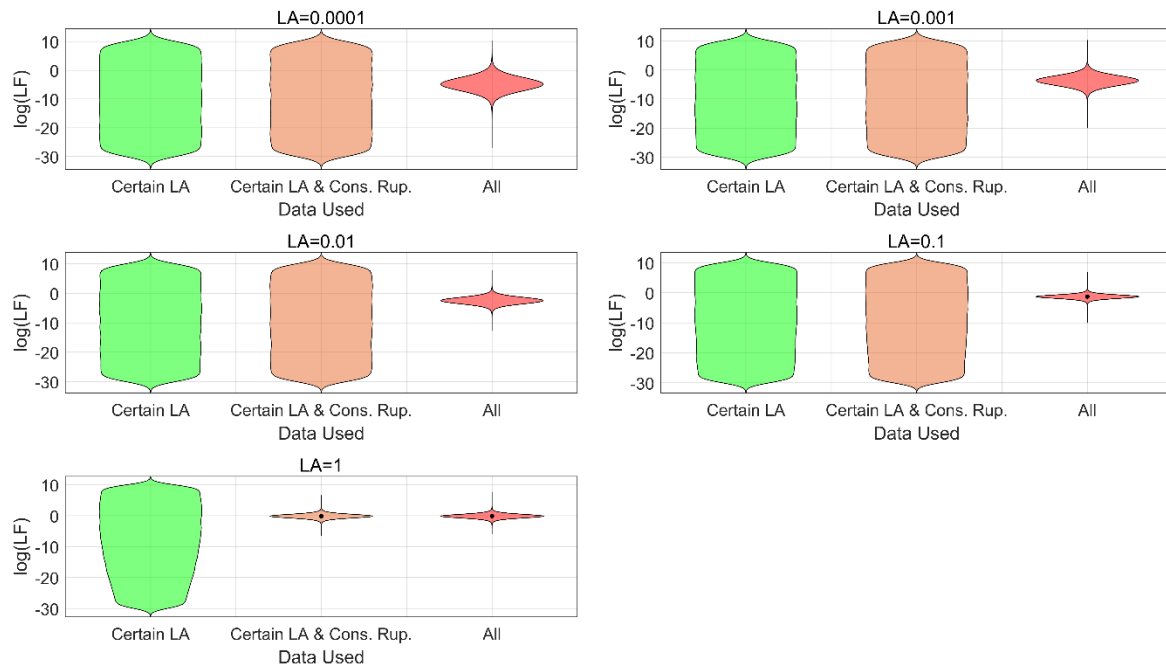 LA=0.0001
10
0
-10
-20
-30
log(LF)
Certain LA Certain LA & Cons. Rup. All
Data Used
LA=0.001
10
0
-10
-20
-30
log(LF)
Certain LA Certain LA & Cons. Rup. All
Data Used
LA=0.01
10
0
-10
-20
-30
log(LF)
Certain LA Certain LA & Cons. Rup. All
Data Used
LA=0.1
10
0
-10
-20
-30
log(LF)
Certain LA Certain LA & Cons. Rup. All
Data Used
LA=1
10
0
-10
-20
-30
log(LF)
Certain LA Certain LA & Cons. Rup. All
Data Used